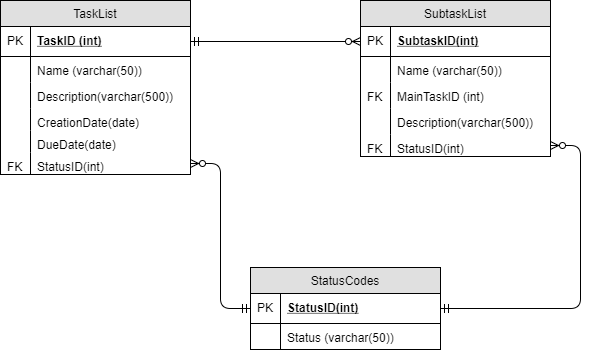 TaskList
PK TaskID (int)
Name (varchar(50))
Description(varchar(500))
CreationDate(date)
DueDate(date)
FK StatusID(int)
SubtaskList
PK SubtaskID(int)
Name (varchar(50))
FK MainTaskID (int)
Description(varchar(500))
FK StatusID(int)
StatusCodes
PK StatusID(int)
Status (varchar(50))